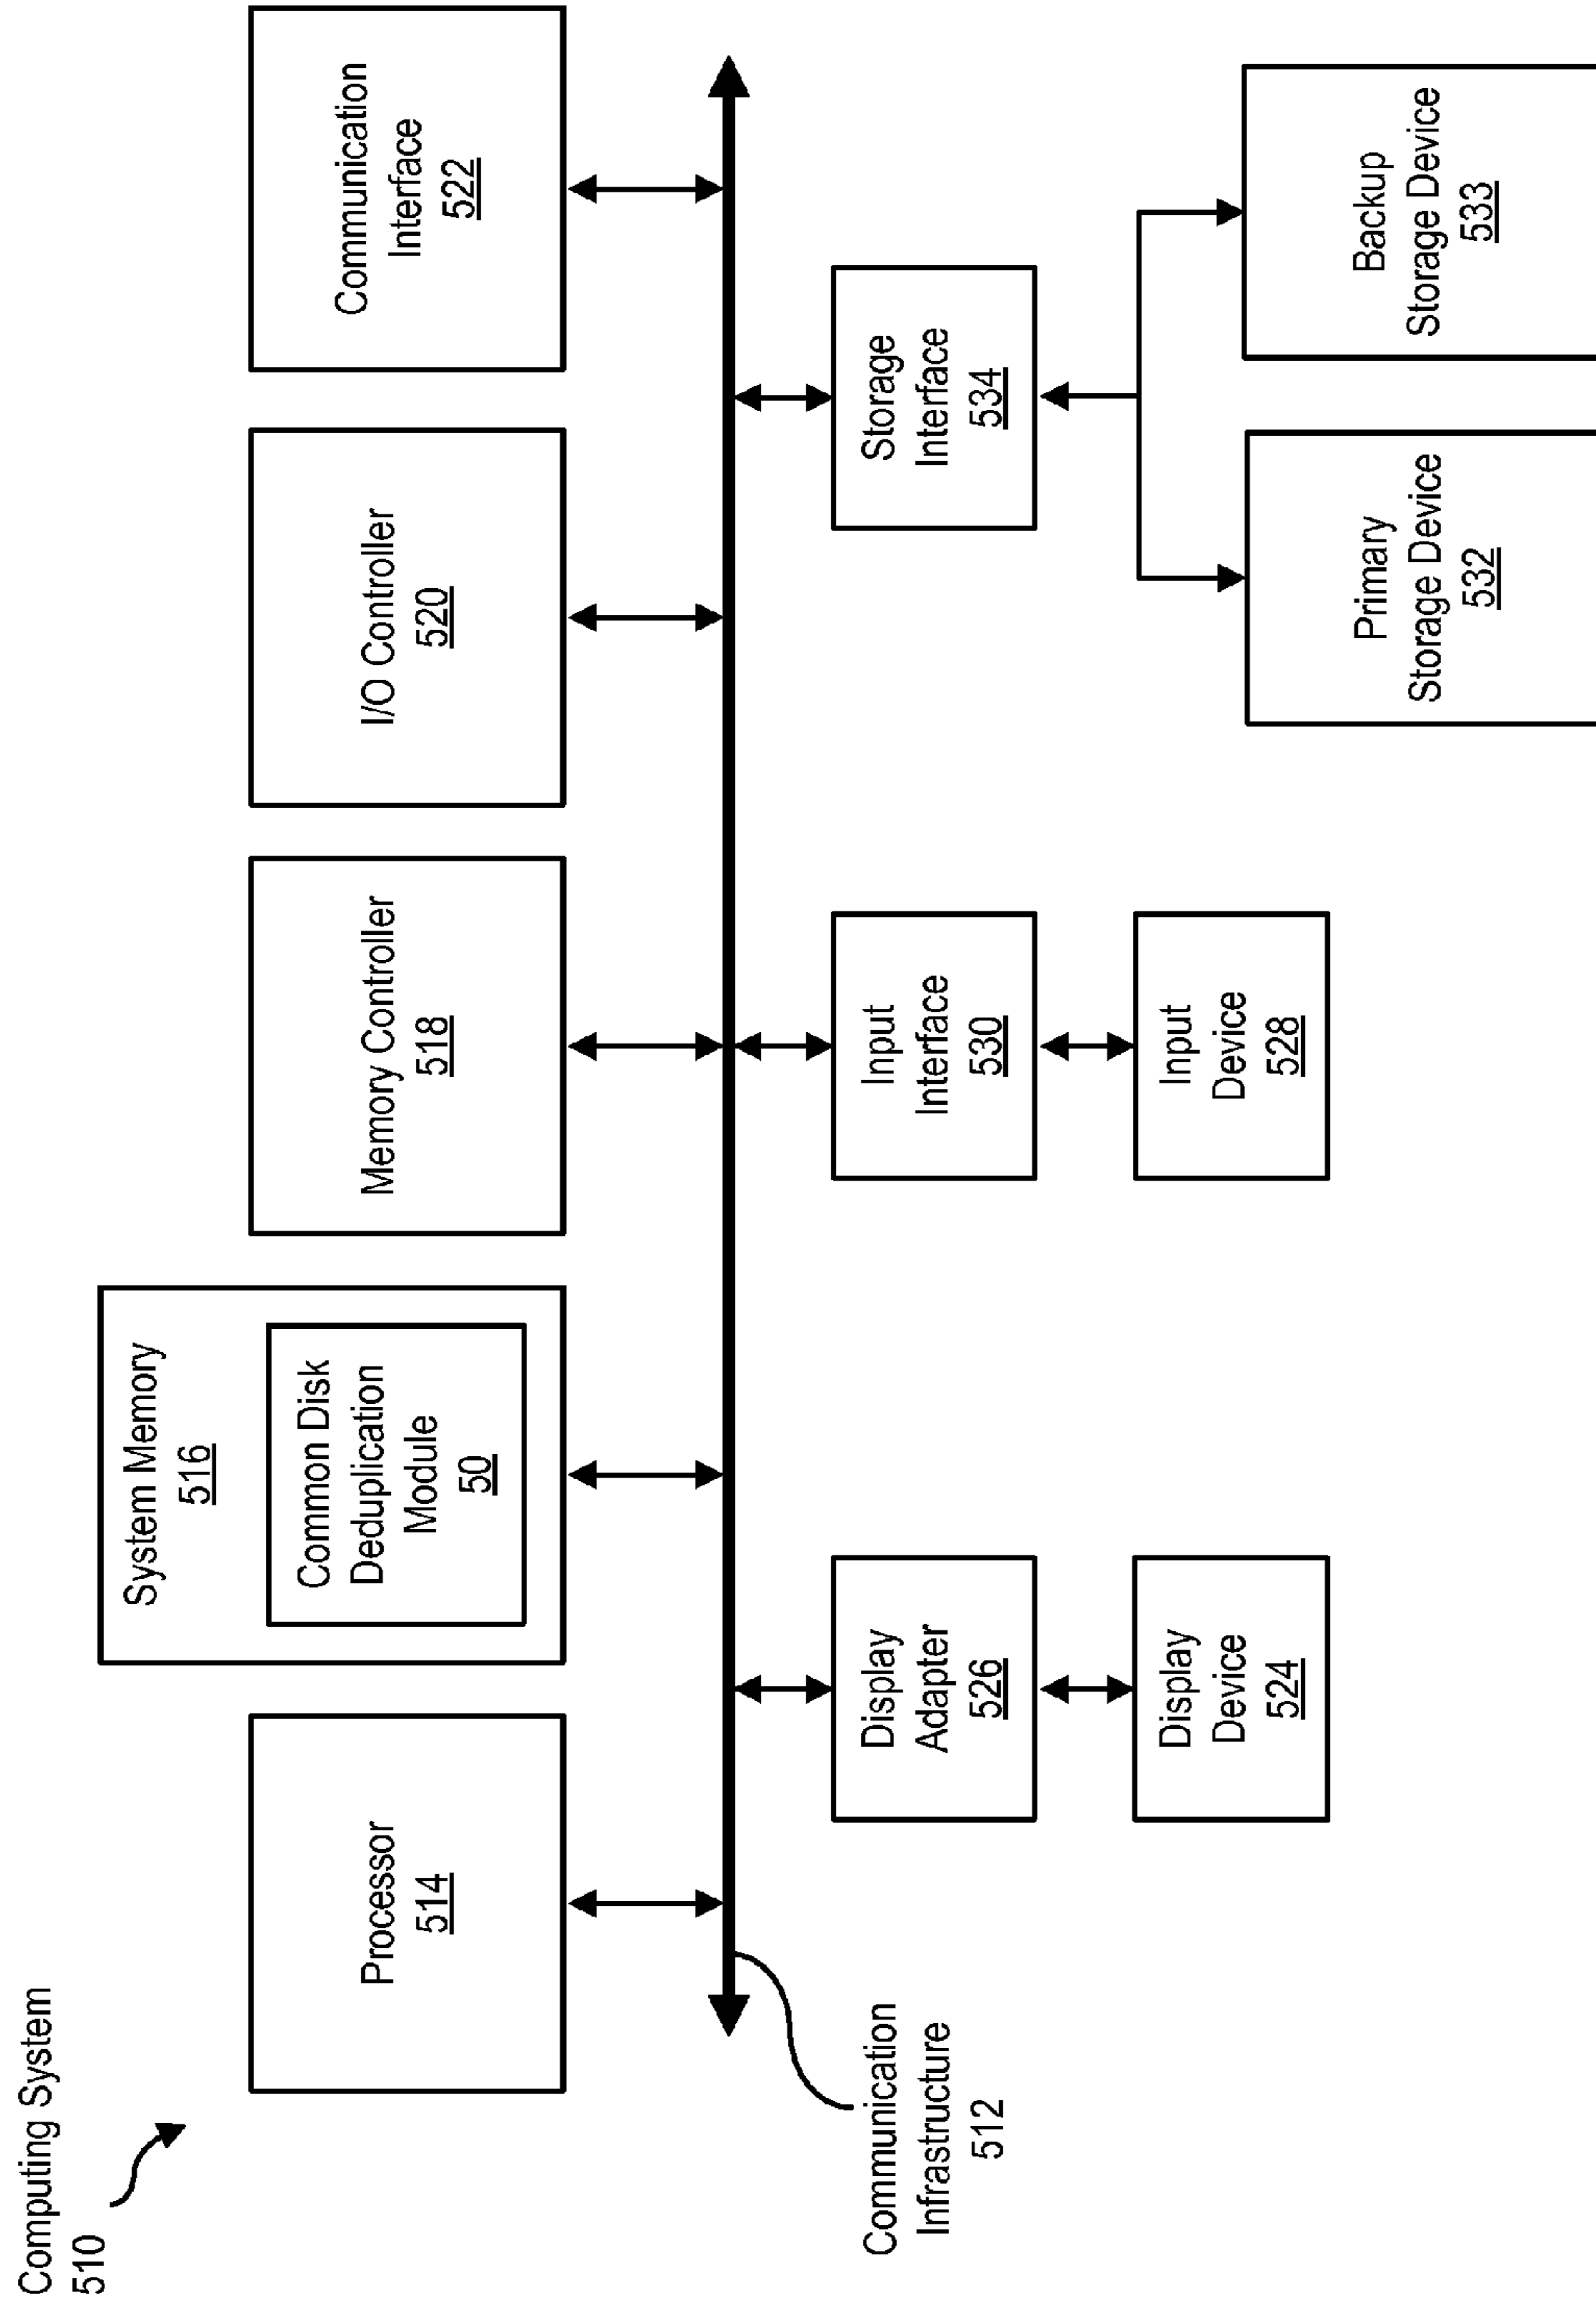 Computing System
510
Processor
514
System Memory
516
Common Disk
Deduplication
Module
50
Memory Controller
518
I/O Controller
520
Communication
Interface
522
Communication
Infrastructure
512
Display
Adapter
526
Input
Interface
530
Storage
Interface
534
Display
Device
524
Input
Device
528
Primary
Storage Device
532
Backup
Storage Device
533